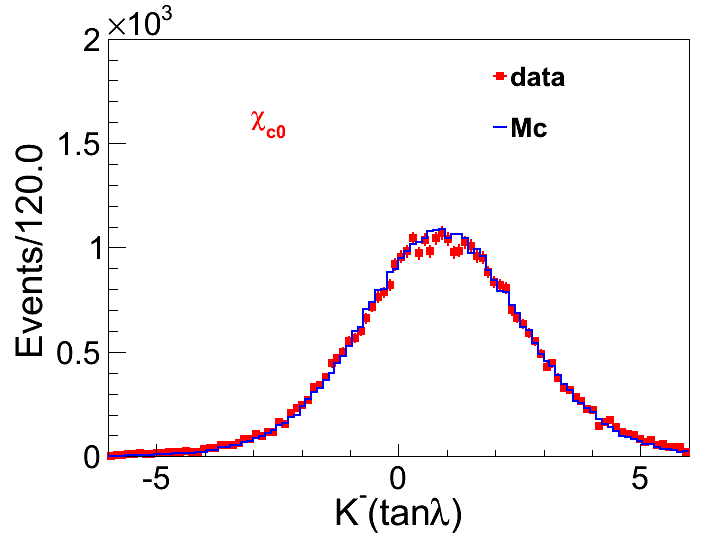 ×10³
2
1.5
1
0.5
0
Events/120.0
χc0
data
Mc
-5
0
5
K⁻(tanλ)